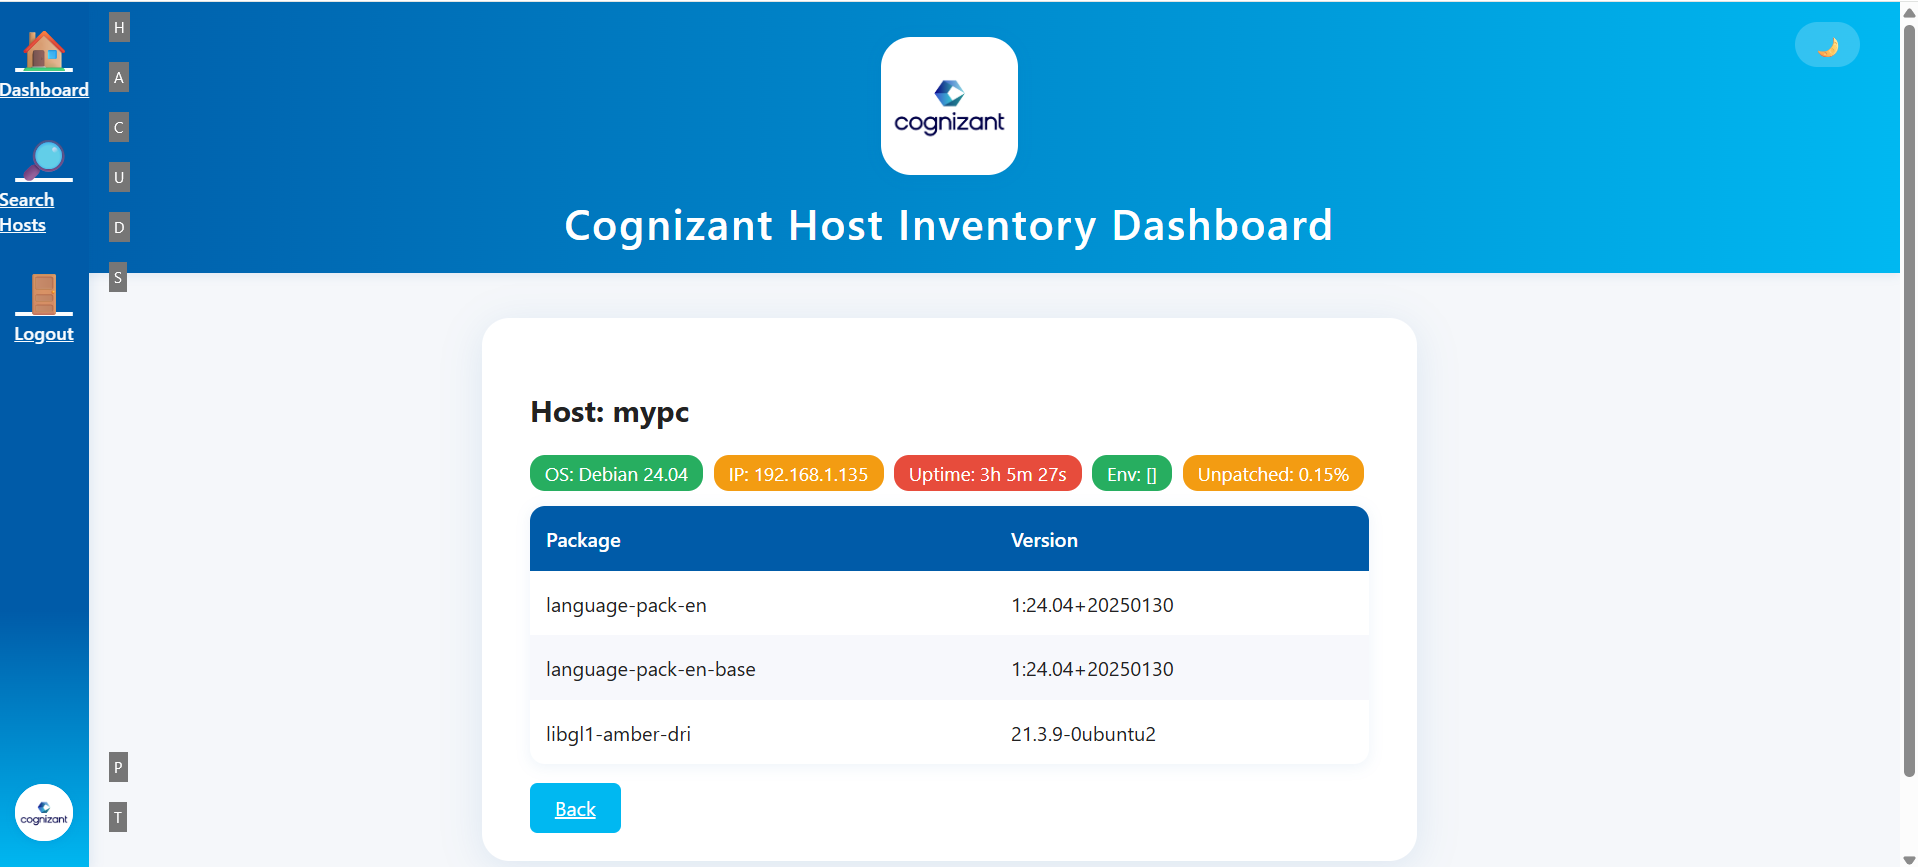 Dashboard
Search
Hosts
Logout
cognizant
H
A
C
U
D
S
P
T
cognizant
Cognizant Host Inventory Dashboard
Host: mypc
OS: Debian 24.04
IP: 192.168.1.135
Uptime: 3h 5m 27s
Env: []
Unpatched: 0.15%
Package Version
language-pack-en 1:24.04+20250130
language-pack-en-base 1:24.04+20250130
libgl1-amber-dri 21.3.9-0ubuntu2
Back